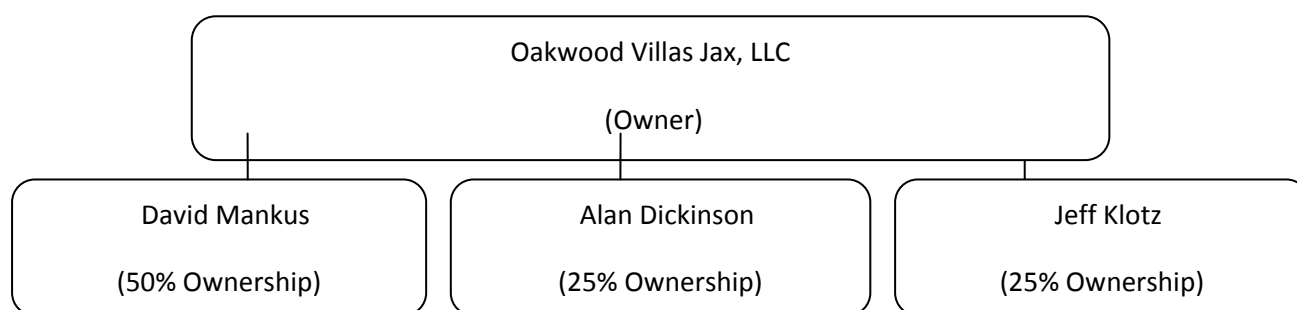 Oakwood Villas Jax, LLC
(Owner)
David Mankus
(50% Ownership)
Alan Dickinson
(25% Ownership)
Jeff Klotz
(25% Ownership)